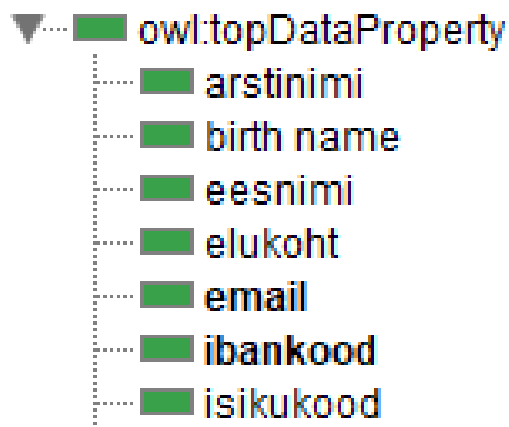 owl:topDataProperty
arstinimi
birth name
eesnimi
elukoht
email
ibankood
isikukood